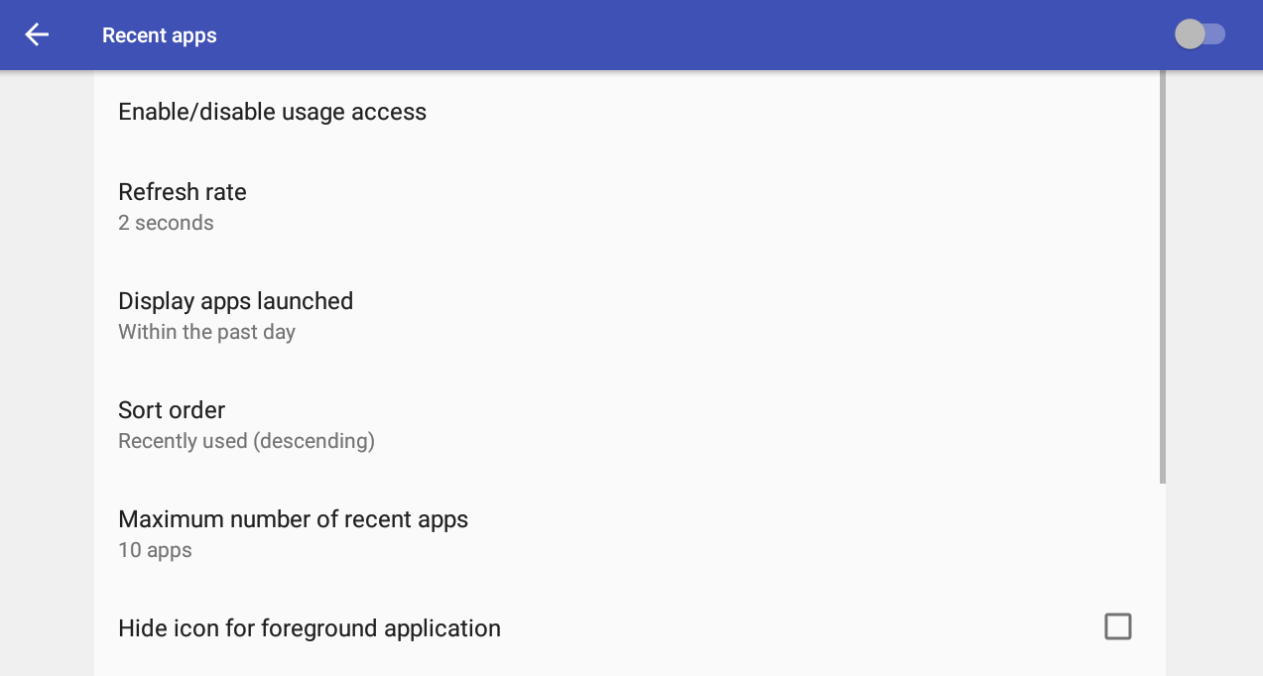 Recent apps
Enable/disable usage access
Refresh rate
2 seconds
Display apps launched
Within the past day
Sort order
Recently used (descending)
Maximum number of recent apps
10 apps
Hide icon for foreground application